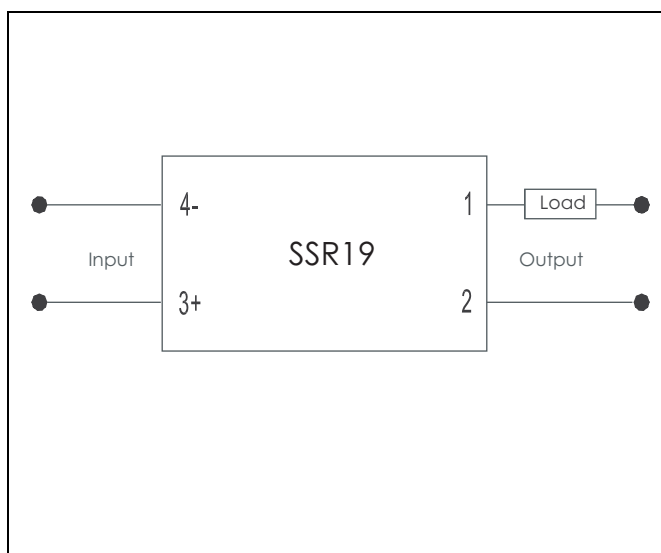 4-
1
Load
Input
SSR19
Output
3+
2